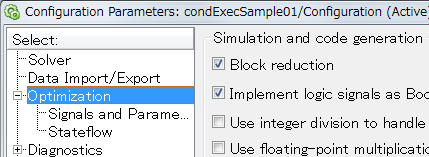 Configuration Parameters: condExecSample01/Configuration (Active)
Select:
Solver
Data Import/Export
Optimization
Signals and Parame...
Stateflow
Diagnostics
Simulation and code generation
Block reduction
Implement logic signals as Boo
Use integer division to handle
Use floating-point multiplicatio